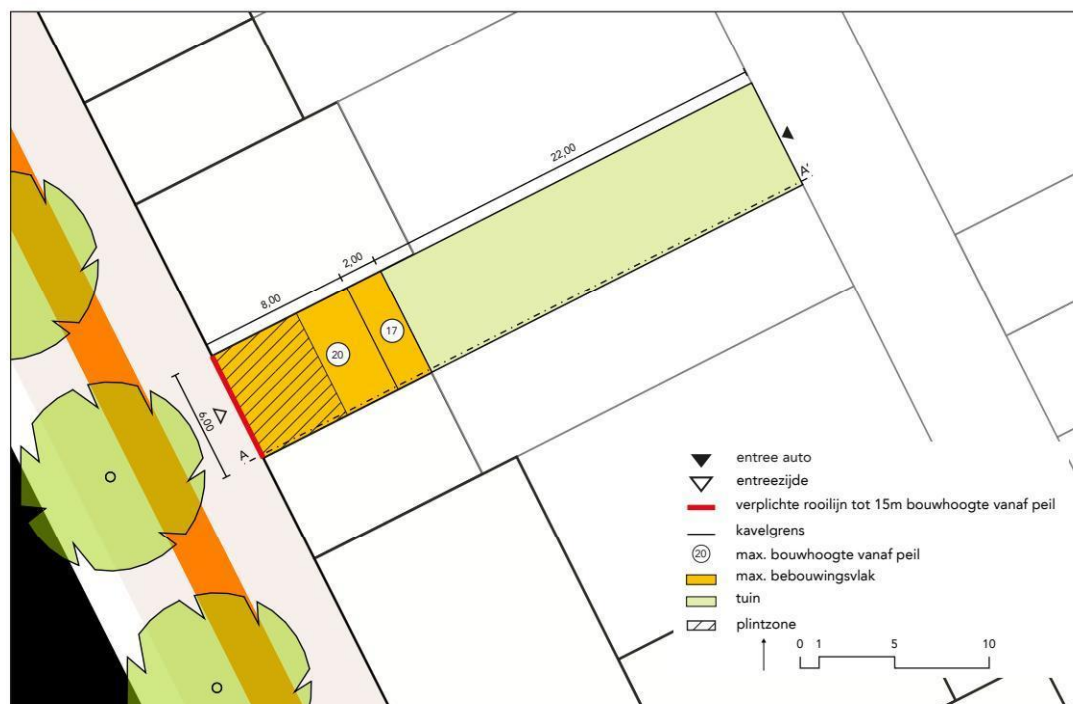 22,00
A'
2,00
8,00
17
20
6,00
A
entree auto
entreezijde
verplichte rooilijn tot 15m bouwhoogte vanaf peil
kavelgrens
20 max. bouwhoogte vanaf peil
max. bebouwingsvlak
tuin
plintzone
0 1 5 10